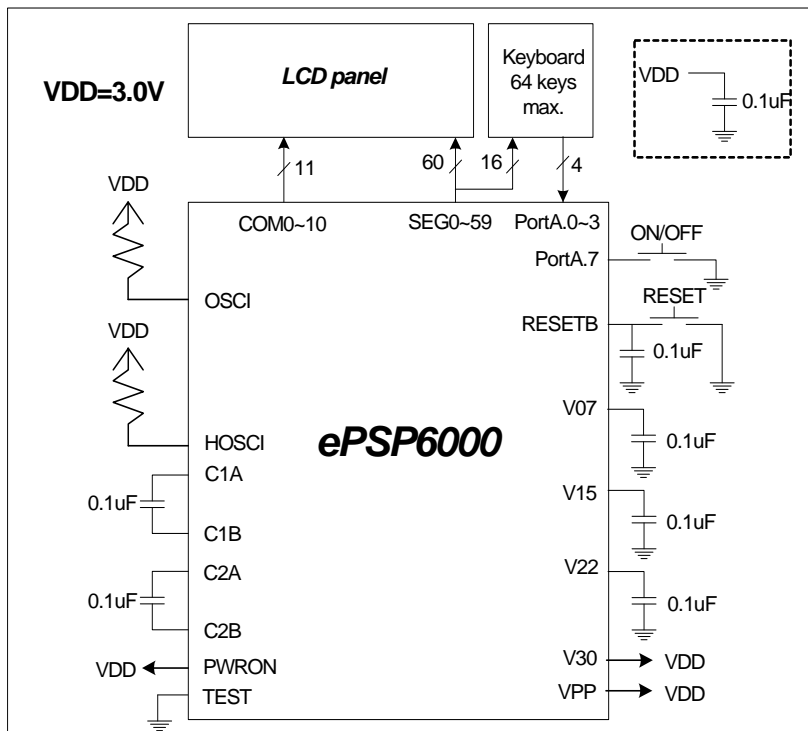 LCD panel
Keyboard
64 keys
max.
VDD=3.0V
VDD
0.1uF
11
60
16
4
VDD
COM0~10
SEG0~59
PortA.0~3
ON/OFF
PortA.7
OSCI
RESET
RESETB
VDD
0.1uF
V07
ePSP6000
HOSCI
0.1uF
C1A
V15
0.1uF
C1B
0.1uF
C2A
V22
0.1uF
C2B
0.1uF
VDD
PWRON
V30
VDD
TEST
VPP
VDD